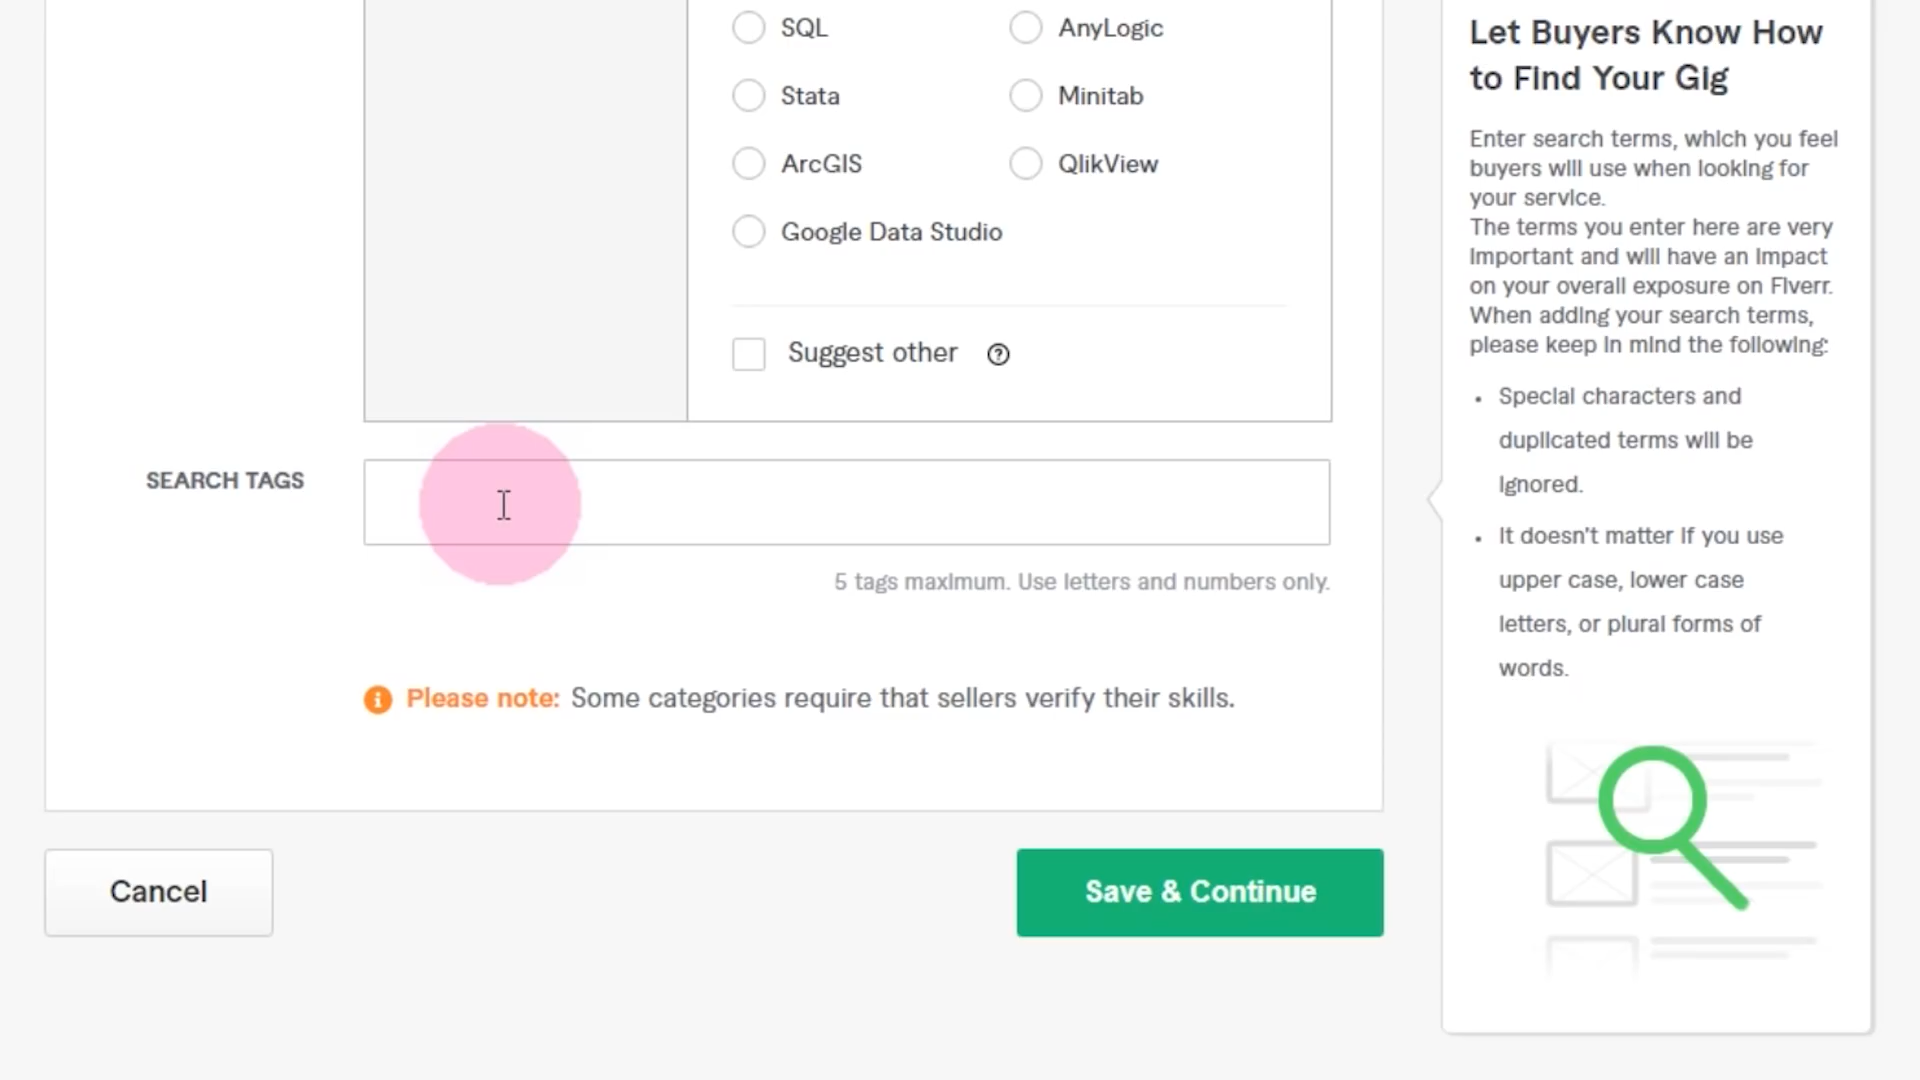 SQL
AnyLogic
Stata
Minitab
ArcGIS
QlikView
Google Data Studio
Suggest other
SEARCH TAGS
5 tags maximum. Use letters and numbers only.
Please note: Some categories require that sellers verify their skills.
Cancel
Save & Continue
Let Buyers Know How
to Find Your Gig
Enter search terms, which you feel
buyers will use when looking for
your service.
The terms you enter here are very
important and will have an impact
on your overall exposure on Fiverr.
When adding your search terms,
please keep in mind the following:
• Special characters and
duplicated terms will be
ignored.
• It doesn't matter if you use
upper case, lower case
letters, or plural forms of
words.